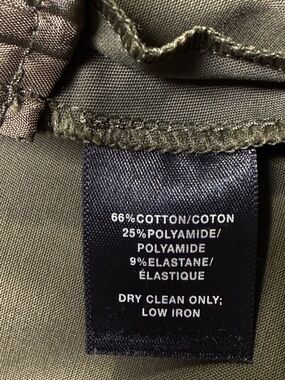 66%COTTON/COTON
25%POLYAMIDE/
POLYAMIDE
9%ELASTANE/
ÉLASTIQUE
DRY CLEAN ONLY;
LOW IRON